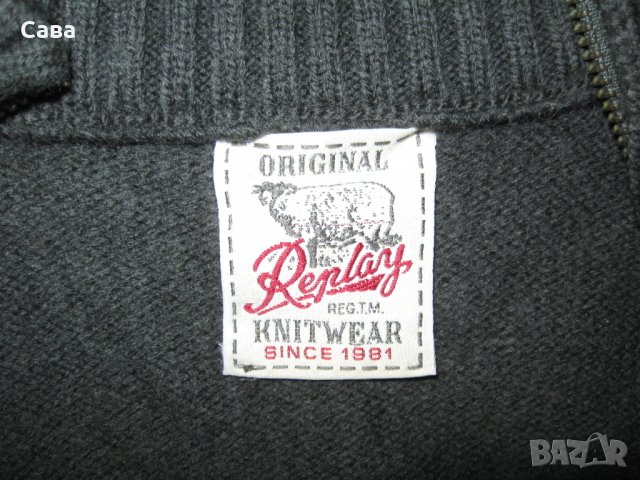 Сава
ORIGINAL
Replay
REG.T.M.
KNITWEAR
SINCE 1981
BAZAR